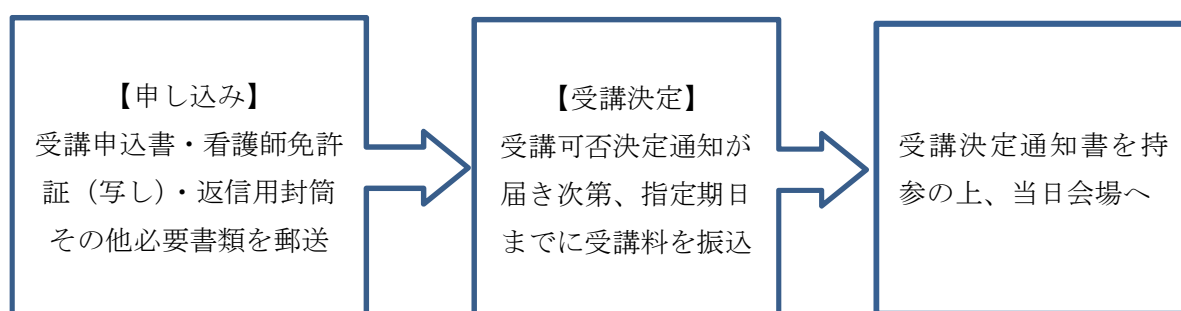 【申し込み】
受講申込書・看護師免許
証（写し）・返信用封筒
その他必要書類を郵送
【受講決定】
受講可否決定通知が
届き次第、指定期日
までに受講料を振込
受講決定通知書を持
参の上、当日会場へ